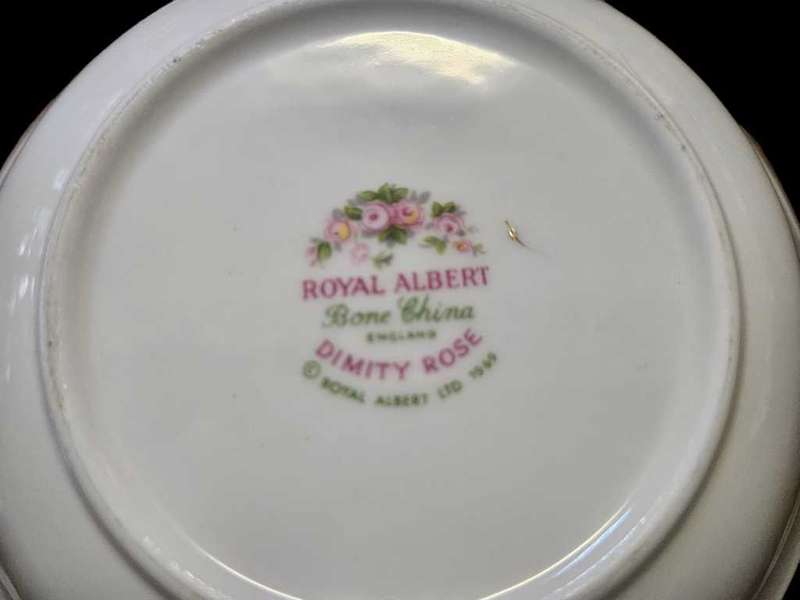 ROYAL ALBERT
Bone China
ENGLAND
DIMITY ROSE
© ROYAL ALBERT LTD